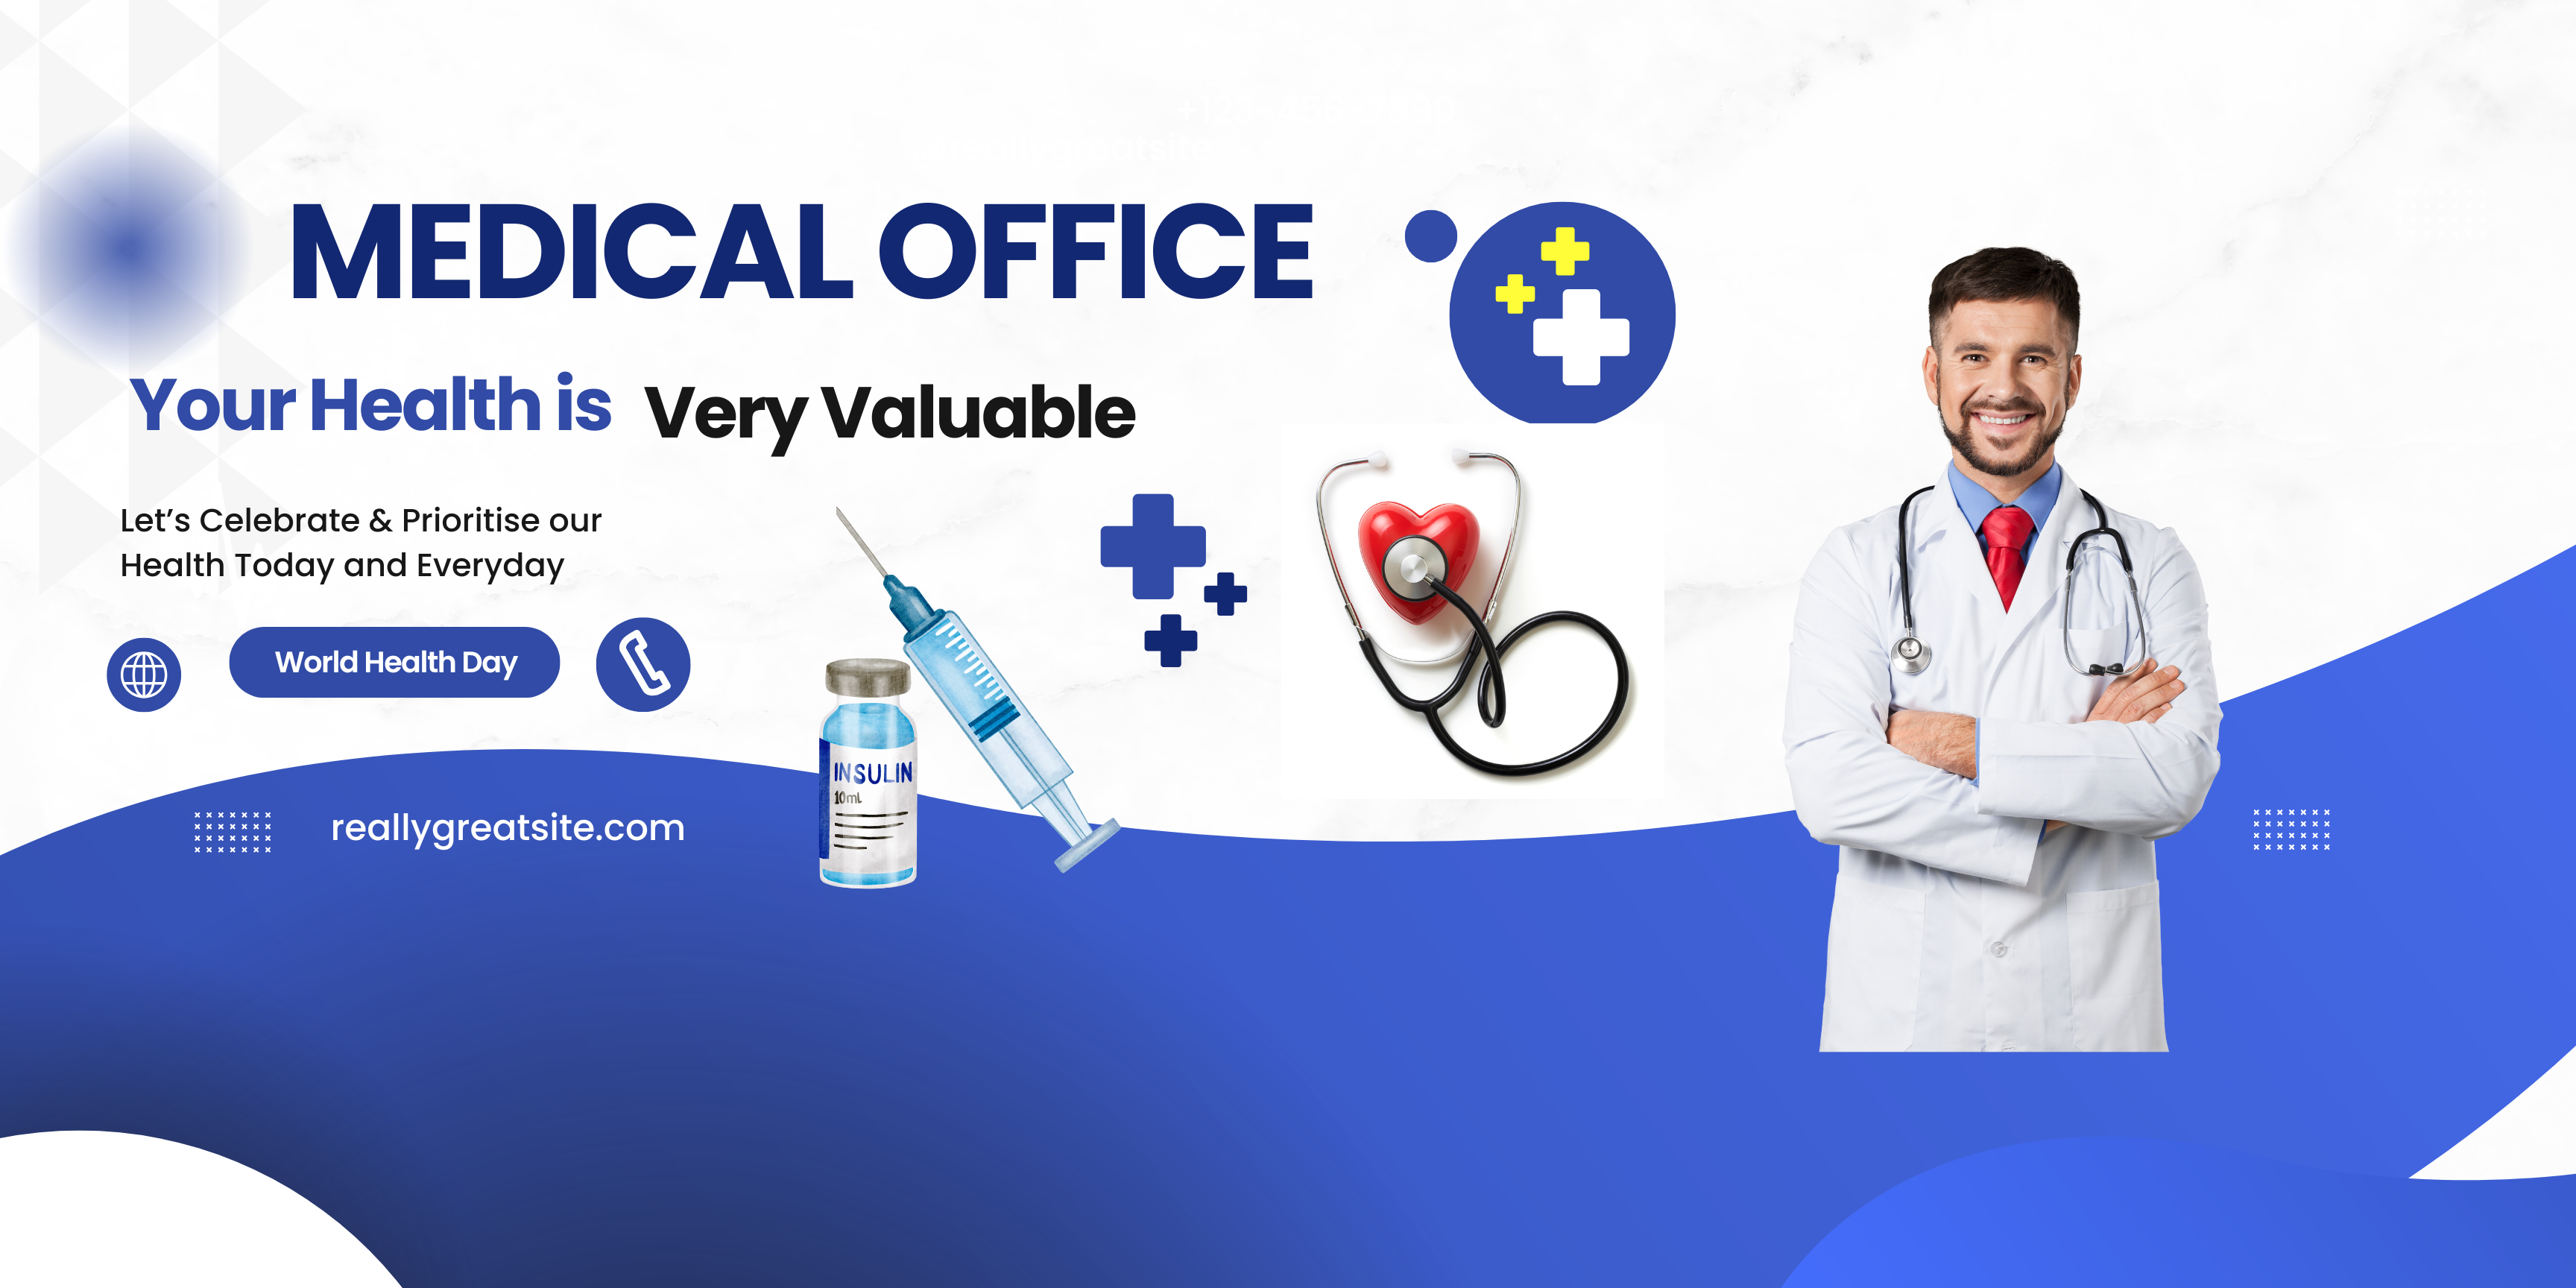 MEDICAL OFFICE
Your Health is Very Valuable
Let's Celebrate & Prioritise our
Health Today and Everyday
World Health Day
reallygreatsite.com
INSULIN
10mL